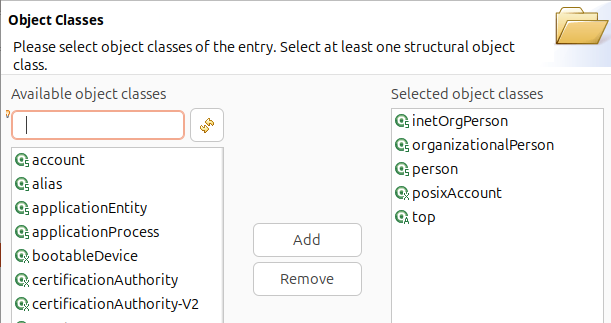 Object Classes
Please select object classes of the entry. Select at least one structural object
class.
Available object classes
account
alias
applicationEntity
applicationProcess
bootableDevice
certificationAuthority
certificationAuthority-V2
Add
Remove
Selected object classes
inetOrgPerson
organizationalPerson
person
posixAccount
top